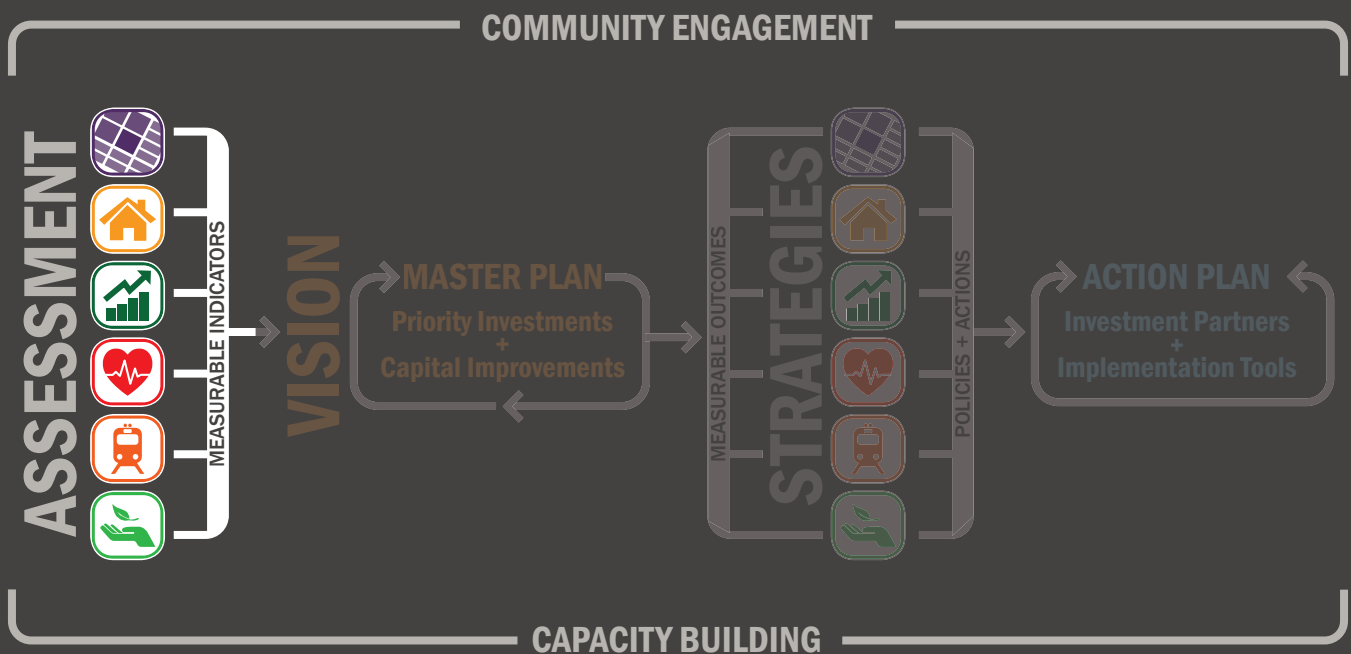 COMMUNITY ENGAGEMENT
ASSESSMENT
MEASURABLE INDICATORS
VISION
MASTER PLAN
Priority Investments
+
Capital Improvements
MEASURABLE OUTCOMES
STRATEGIES
POLICIES + ACTIONS
ACTION PLAN
Investment Partners
+
Implementation Tools
CAPACITY BUILDING